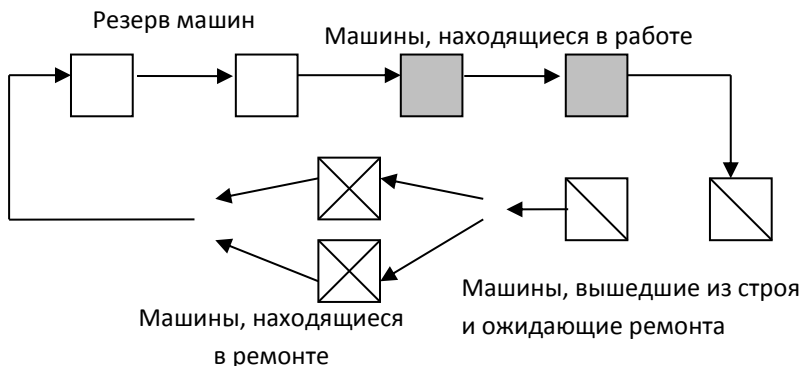 Резерв машин
Машины, находящиеся в работе
Машины, вышедшие из строя
и ожидающие ремонта
Машины, находящиеся
в ремонте